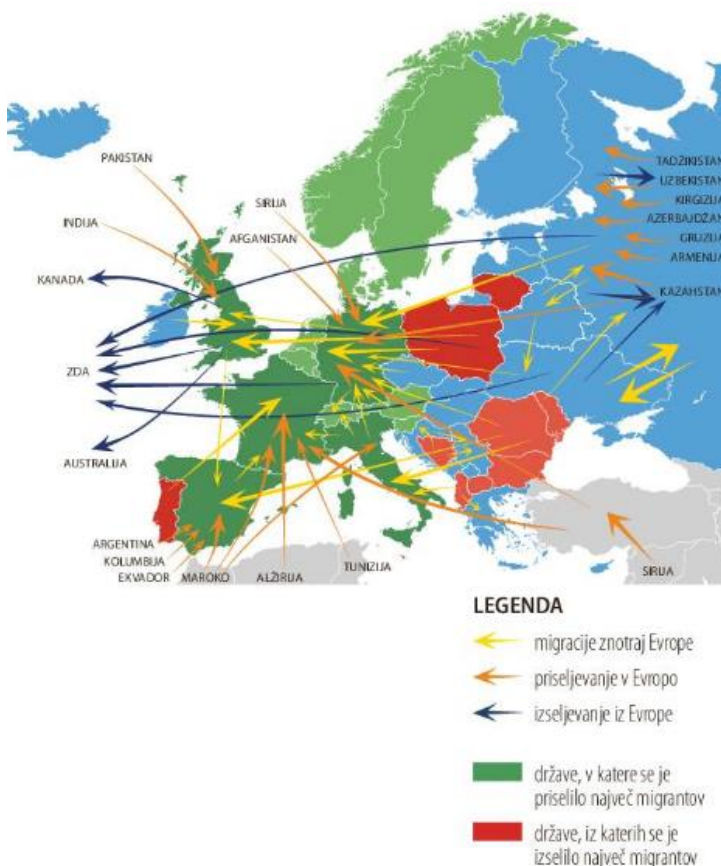 PAKISTAN
SIRIJA
INDIJA
AFGANISTAN
KANADA
ZDA
AUSTRALIJA
TADŽIKISTAN
UZBEKISTAN
KIRGIZIJA
AZERBAJDŽAN
GRUZIJA
ARMENIJA
KAZAHSTAN
ARGENTINA
KOLUMBIJA
EKVADOR
MAROKO
ALŽIRIJA
TUNIZIJA
SIRIJA
LEGENDA
migracije znotraj Evrope
priseljevanje v Evropo
izseljevanje iz Evrope
države, v katere se je
priselilo največ migrantov
države, iz katerih se je
izselilo največ migrantov